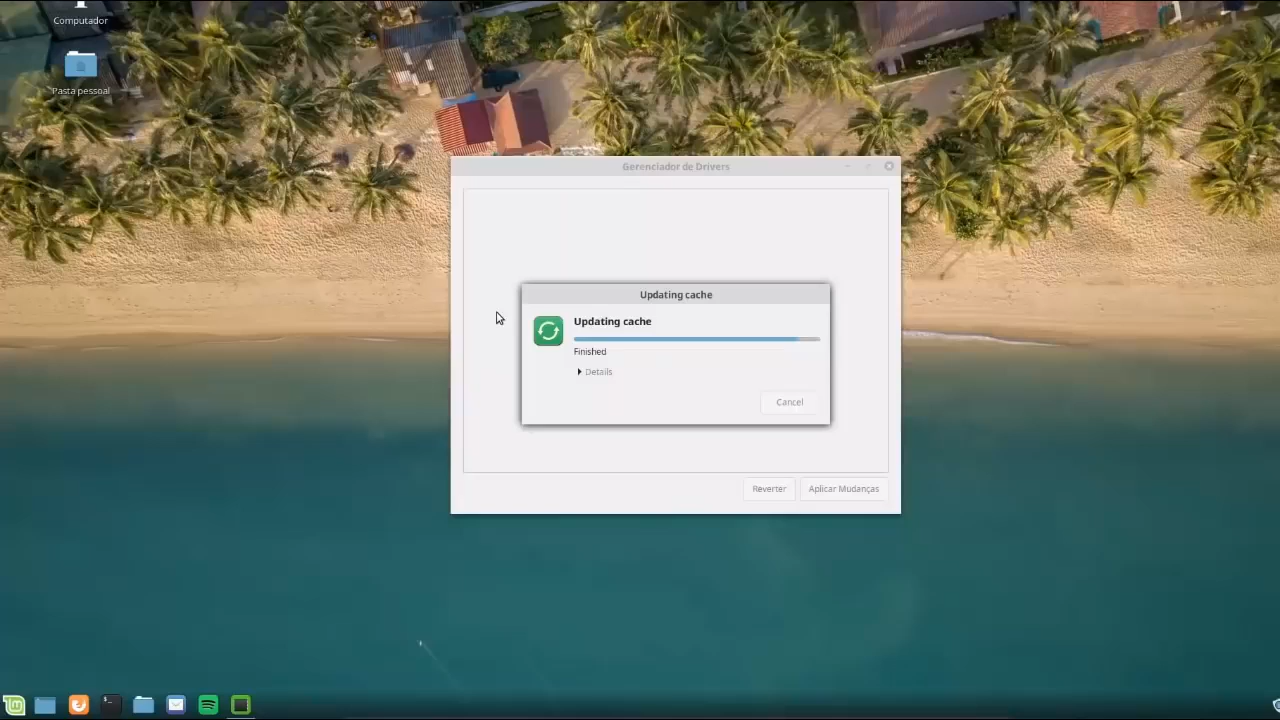 Computador
Pasta pessoal
Gerenciador de Drivers
Updating cache
Updating cache
Finished
Details
Cancel
Reverter
Aplicar Mudanças